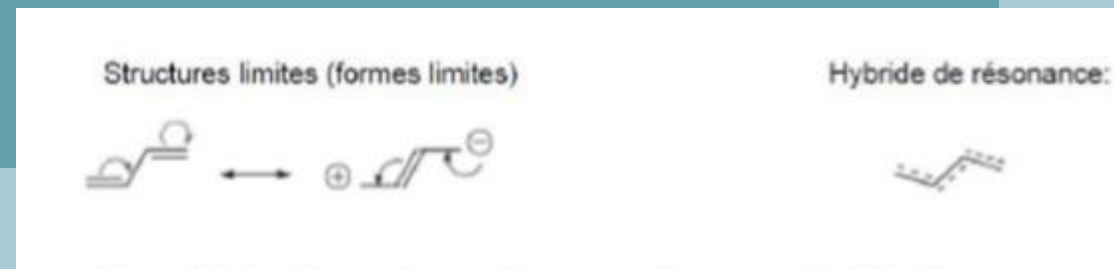 Structures limites (formes limites)
Hybride de résonance:
⊕
⊖